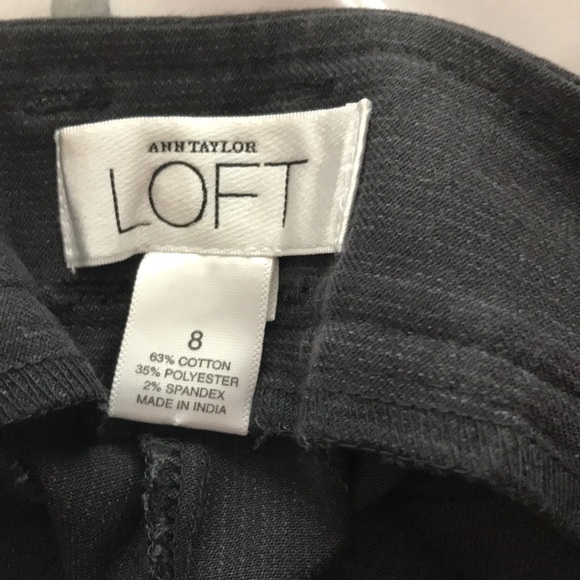 ANN TAYLOR
LOFT
8
63% COTTON
35% POLYESTER
2% SPANDEX
MADE IN INDIA